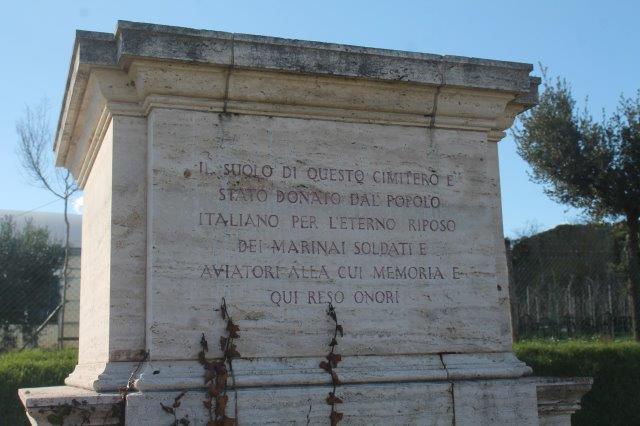 IL SUOLO DI QUESTO CIMITERO E'
STATO DONATO DAL POPOLO
ITALIANO PER L'ETERNO RIPOSO
DEI MARINAI SOLDATI E
AVIATORI ALLA CUI MEMORIA E
QUI RESO ONORI